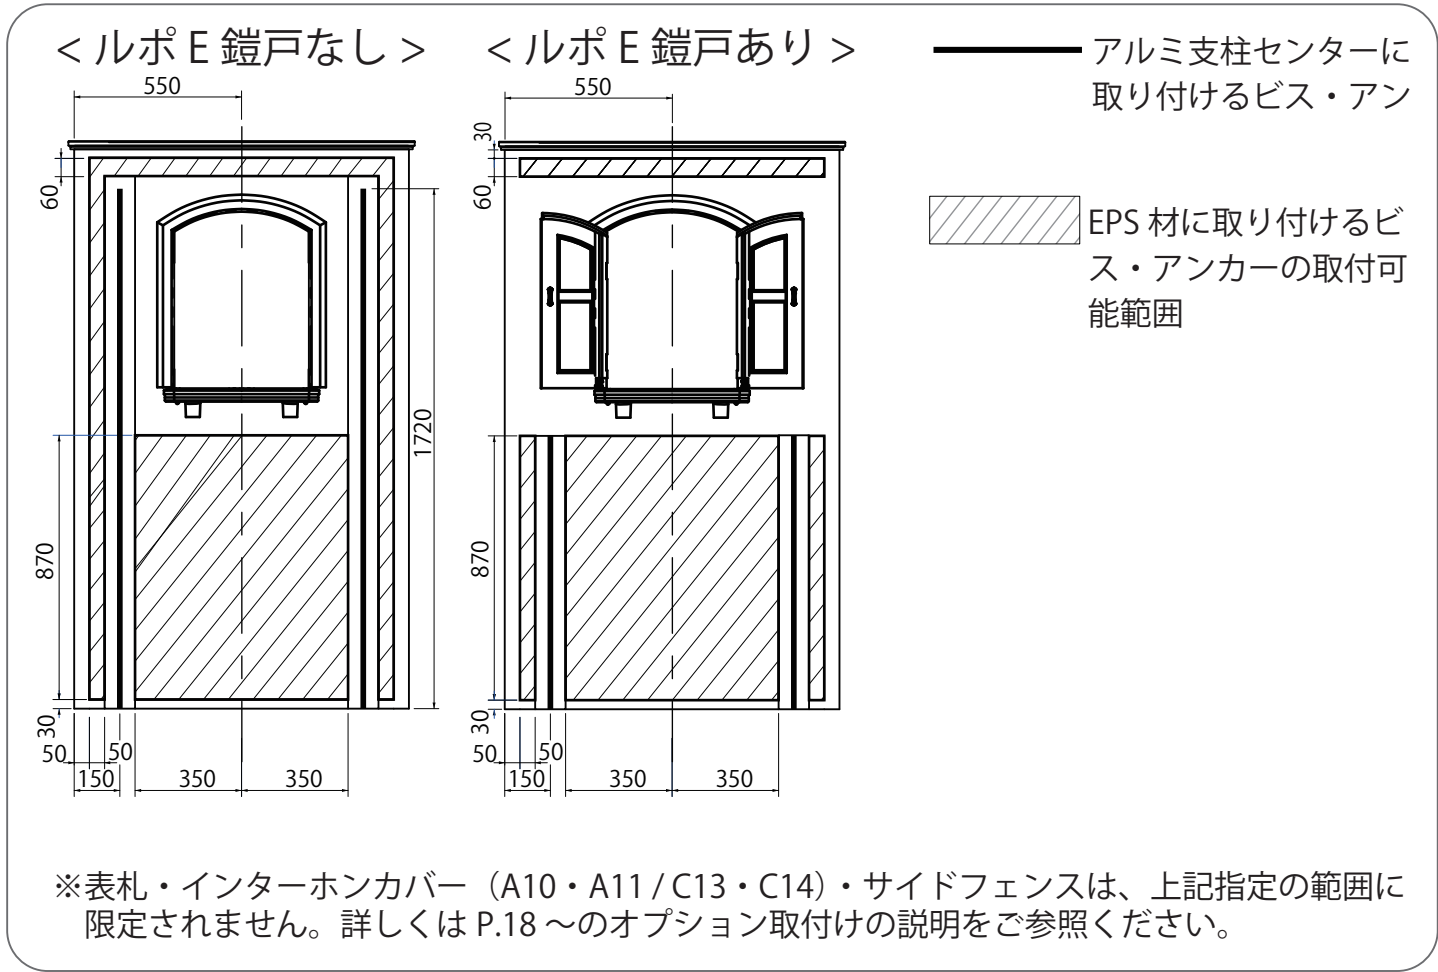 < ルポ E 鎧戸なし >
< ルポ E 鎧戸あり >
アルミ支柱センターに
取り付けるビス・アン
EPS 材に取り付けるビ
ス・アンカーの取付可
能範囲
550
60
1720
870
30
50
50
150
350
350
550
30
60
870
30
50
50
150
350
350
※表札・インターホンカバー（A10・A11 / C13・C14）・サイドフェンスは、上記指定の範囲に
限定されません。詳しくは P.18 ～のオプション取付けの説明をご参照ください。